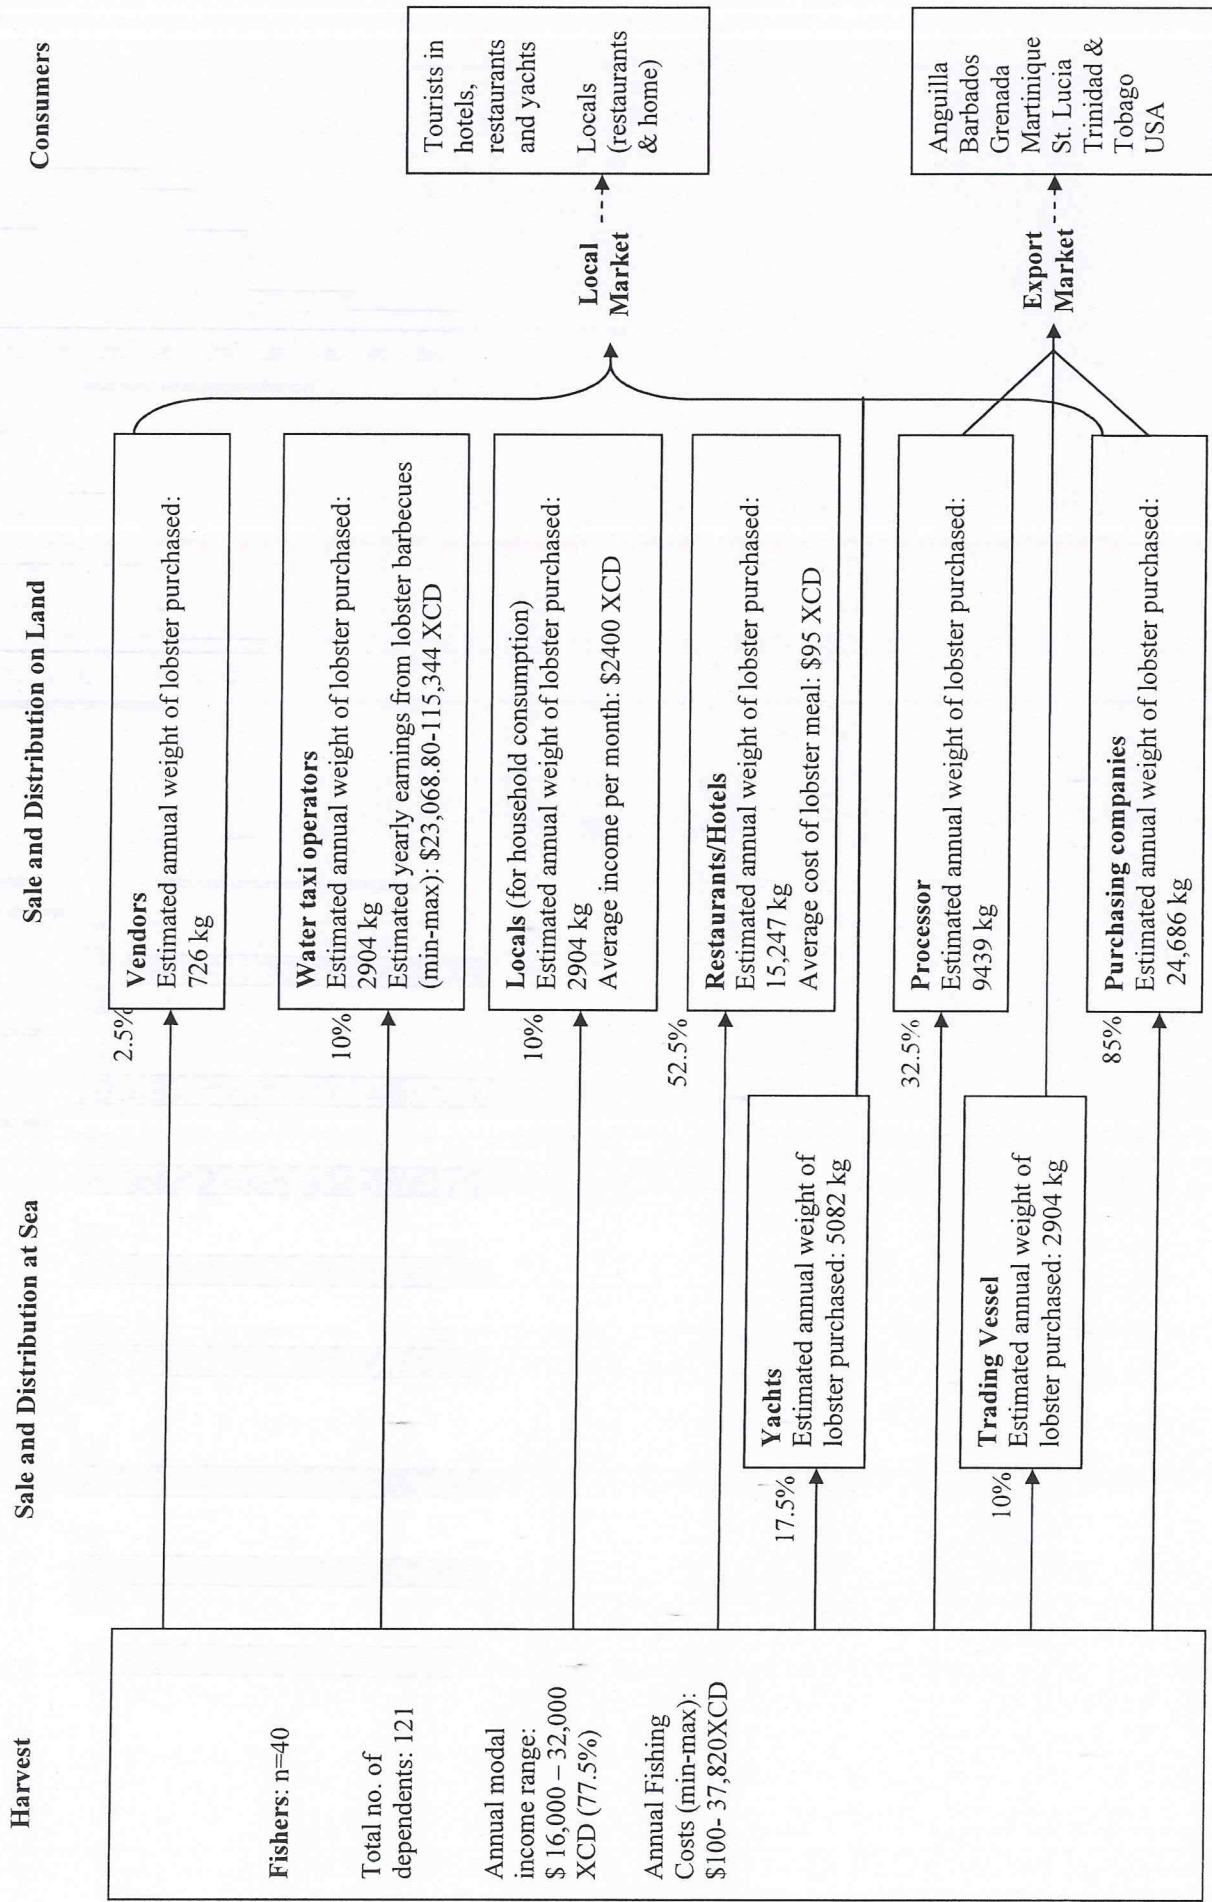 Harvest
Sale and Distribution at Sea
Sale and Distribution on Land
Consumers
Fishers: n=40
Total no. of
dependents: 121
Annual modal
income range:
$ 16,000 – 32,000
XCD (77.5%)
Annual Fishing
Costs (min-max):
$100- 37,820XCD
2.5%
Vendors
Estimated annual weight of lobster purchased:
726 kg
10%
Water taxi operators
Estimated annual weight of lobster purchased:
2904 kg
Estimated yearly earnings from lobster barbecues
(min-max): $23,068.80-115,344 XCD
10%
Locals (for household consumption)
Estimated annual weight of lobster purchased:
2904 kg
Average income per month: $2400 XCD
52.5%
Restaurants/Hotels
Estimated annual weight of lobster purchased:
15,247 kg
Average cost of lobster meal: $95 XCD
17.5%
Yachts
Estimated annual weight of
lobster purchased: 5082 kg
32.5%
Processor
Estimated annual weight of lobster purchased:
9439 kg
10%
Trading Vessel
Estimated annual weight of
lobster purchased: 2904 kg
85%
Purchasing companies
Estimated annual weight of lobster purchased:
24,686 kg
Local
Market
Export
Market
Tourists in
hotels,
restaurants
and yachts
Locals
(restaurants
& home)
Anguilla
Barbados
Grenada
Martinique
St. Lucia
Trinidad &
Tobago
USA